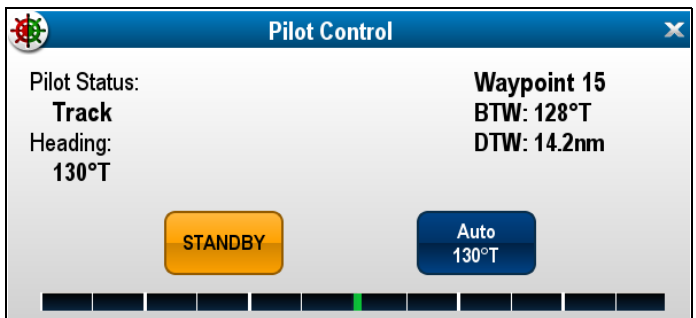 Pilot Control
Pilot Status:
Track
Heading:
130°T
Waypoint 15
BTW: 128°T
DTW: 14.2nm
STANDBY
Auto
130°T